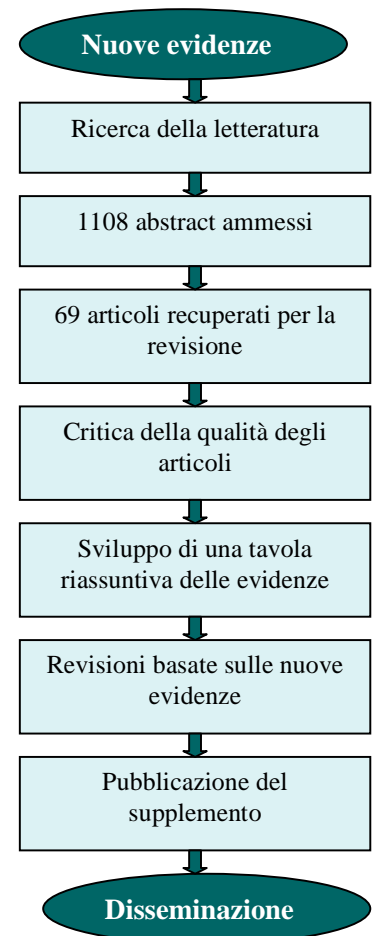 Nuove evidenze
Ricerca della letteratura
1108 abstract ammessi
69 articoli recuperati per la
revisione
Critica della qualità degli
articoli
Sviluppo di una tavola
riassuntiva delle evidenze
Revisioni basate sulle nuove
evidenze
Pubblicazione del
supplemento
Disseminazione